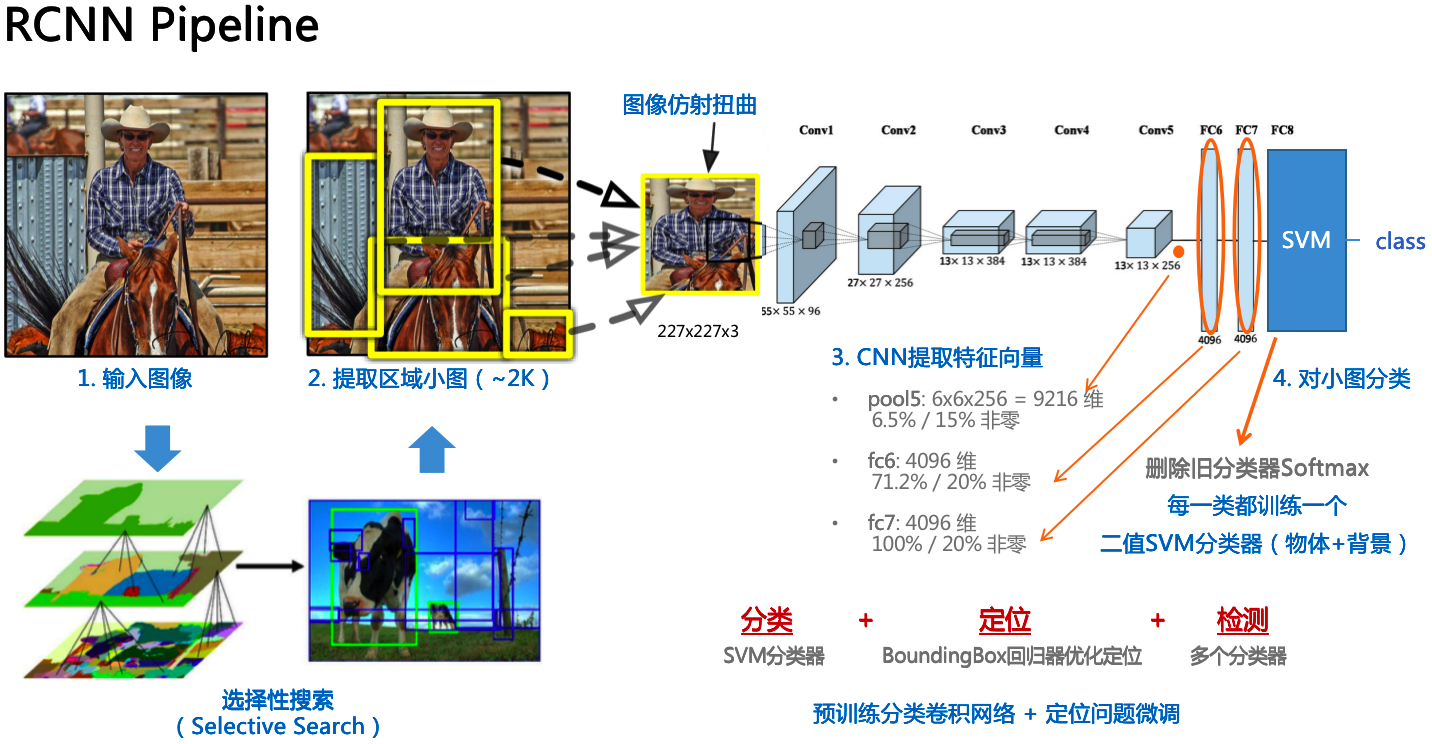 RCNN Pipeline
图像仿射扭曲
Conv1
Conv2
Conv3
Conv4
Conv5
FC6
FC7
FC8
SVM
class
55×55×96
27×27×256
13×13×384
13×13×384
13×13×256
4096
4096
227x227x3
1. 输入图像
2. 提取区域小图（~2K）
3. CNN提取特征向量
• pool5: 6x6x256 = 9216 维
6.5% / 15% 非零
• fc6: 4096 维
71.2% / 20% 非零
• fc7: 4096 维
100% / 20% 非零
4. 对小图分类
删除旧分类器Softmax
每一类都训练一个
二值SVM分类器（物体+背景）
选择性搜索
（Selective Search）
分类 + 定位 + 检测
SVM分类器 BoundingBox回归器优化定位 多个分类器
预训练分类卷积网络 + 定位问题微调